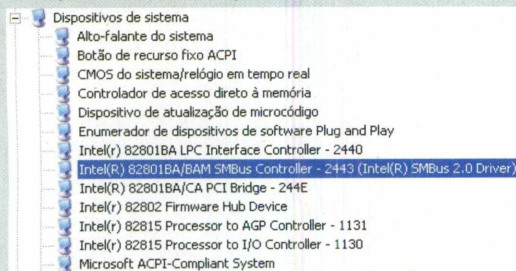 Dispositivos de sistema
Alto-falante do sistema
Botão de recurso fixo ACPI
CMOS do sistema/relógio em tempo real
Controlador de acesso direto à memória
Dispositivo de atualização de microcódigo
Enumerador de dispositivos de software Plug and Play
Intel(r) 82801BA LPC Interface Controller - 2440
Intel(R) 82801BA/BAM SMBus Controller - 2443 (Intel(R) SMBus 2.0 Driver)
Intel(R) 82801BA/CA PCI Bridge - 244E
Intel(r) 82802 Firmware Hub Device
Intel(r) 82815 Processor to AGP Controller - 1131
Intel(r) 82815 Processor to I/O Controller - 1130
Microsoft ACPI-Compliant System